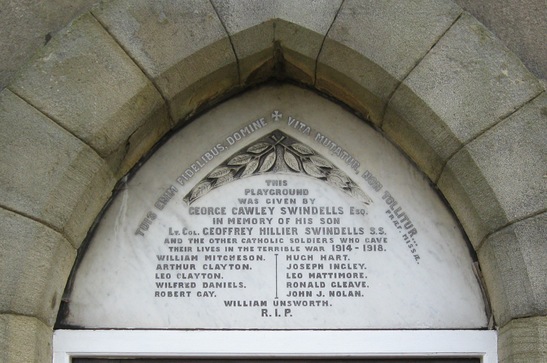 TUIS ENIM FIDELIBUS, DOMINE ✠ VITA MUTATUR, NON TOLLITUR...
PRÆF. MISSÆ.
THIS
PLAYGROUND
WAS GIVEN BY
GEORGE CAWLEY SWINDELLS ESQ.
IN MEMORY OF HIS SON
LT. COL. GEOFFREY HILLIER SWINDELLS S.S.
AND THE OTHER CATHOLIC SOLDIERS WHO GAVE
THEIR LIVES IN THE TERRIBLE WAR 1914-1918.
WILLIAM MITCHESON. HUGH HART.
ARTHUR CLAYTON. JOSEPH INGLEY.
LEO CLAYTON. LEO MATTIMORE.
WILFRED DANIELS. RONALD GLEAVE.
ROBERT GAY. JOHN J. NOLAN.
WILLIAM UNSWORTH.
R.I.P.